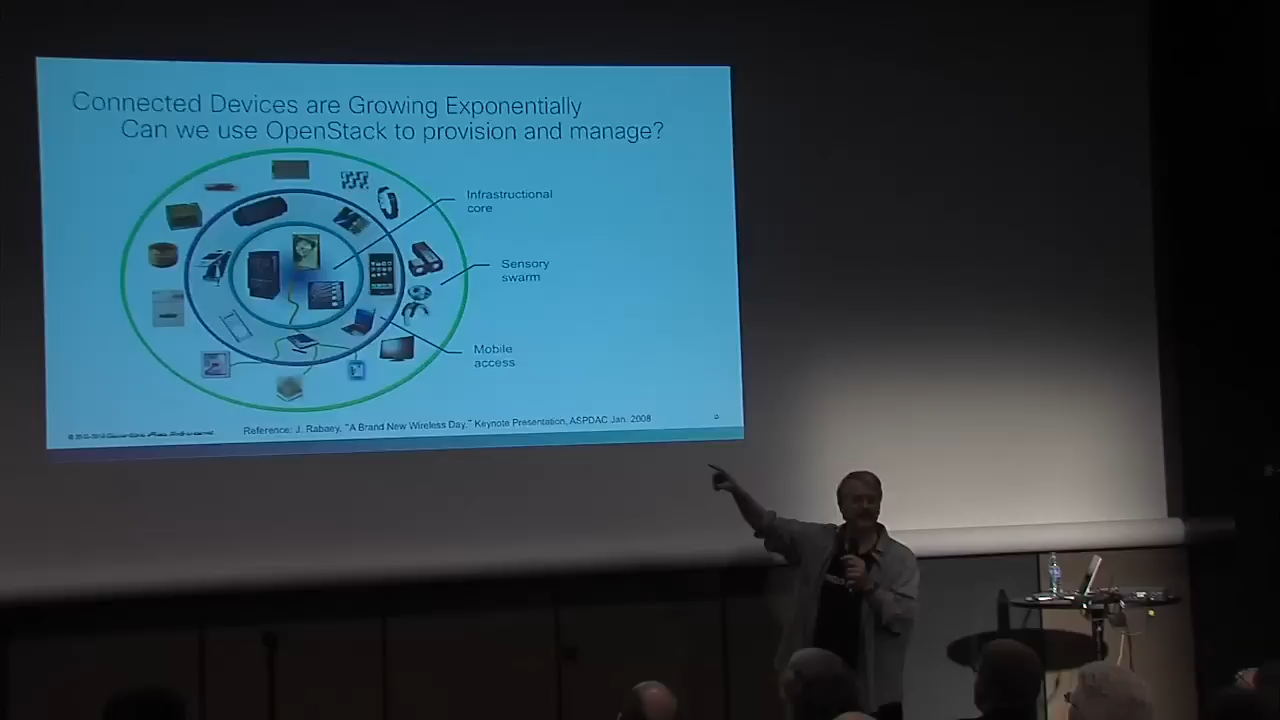 Connected Devices are Growing Exponentially
Can we use OpenStack to provision and manage?
Infrastructional
core
Sensory
swarm
Mobile
access
Reference: J. Rabaey, "A Brand New Wireless Day," Keynote Presentation, ASPDAC Jan. 2008